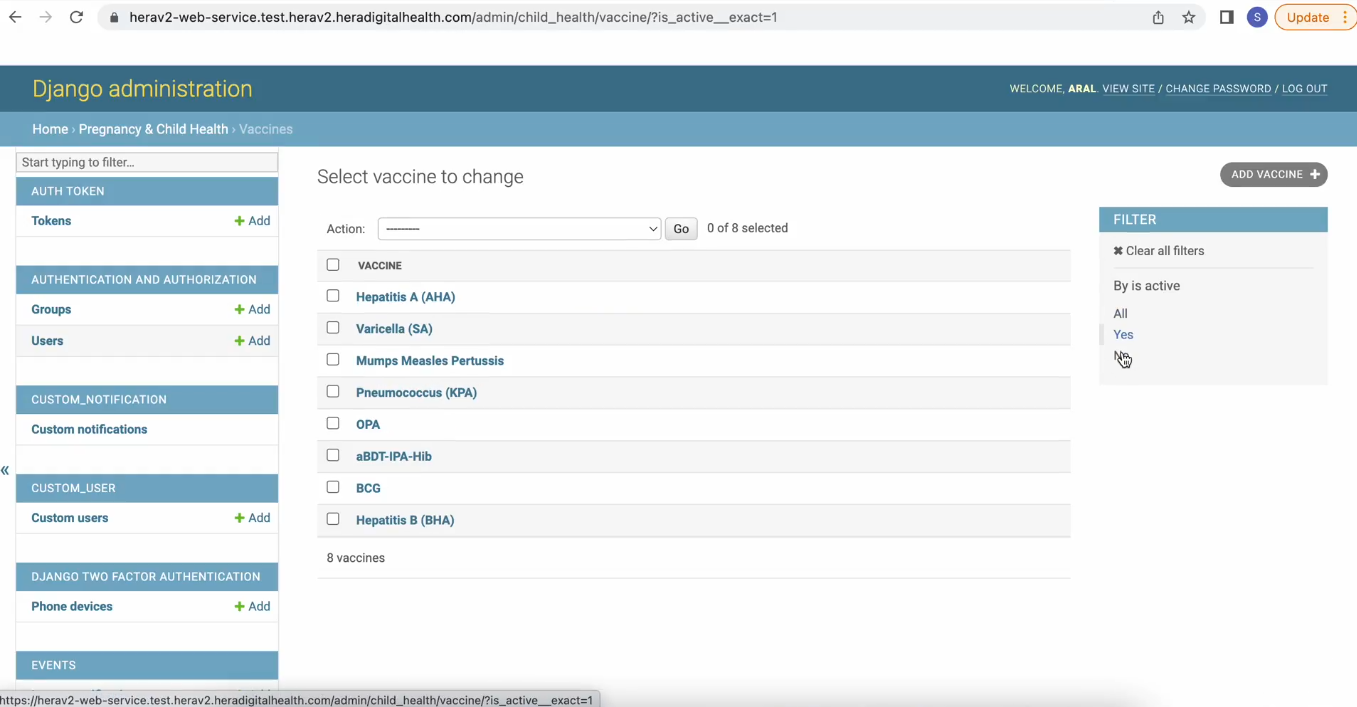 herav2-web-service.test.herav2.heradigitalhealth.com/admin/child_health/vaccine/?is_active__exact=1
S
Update
Django administration
WELCOME, ARAL. VIEW SITE / CHANGE PASSWORD / LOG OUT
Home › Pregnancy & Child Health › Vaccines
Start typing to filter...
AUTH TOKEN
Tokens
+ Add
AUTHENTICATION AND AUTHORIZATION
Groups
+ Add
Users
+ Add
CUSTOM_NOTIFICATION
Custom notifications
CUSTOM_USER
Custom users
+ Add
DJANGO TWO FACTOR AUTHENTICATION
Phone devices
+ Add
EVENTS
«
Select vaccine to change
ADD VACCINE +
Action: ---------
Go
0 of 8 selected
VACCINE
Hepatitis A (AHA)
Varicella (SA)
Mumps Measles Pertussis
Pneumococcus (KPA)
OPA
aBDT-IPA-Hib
BCG
Hepatitis B (BHA)
8 vaccines
FILTER
✖ Clear all filters
By is active
All
Yes
https://herav2-web-service.test.herav2.heradigitalhealth.com/admin/child_health/vaccine/?is_active__exact=1